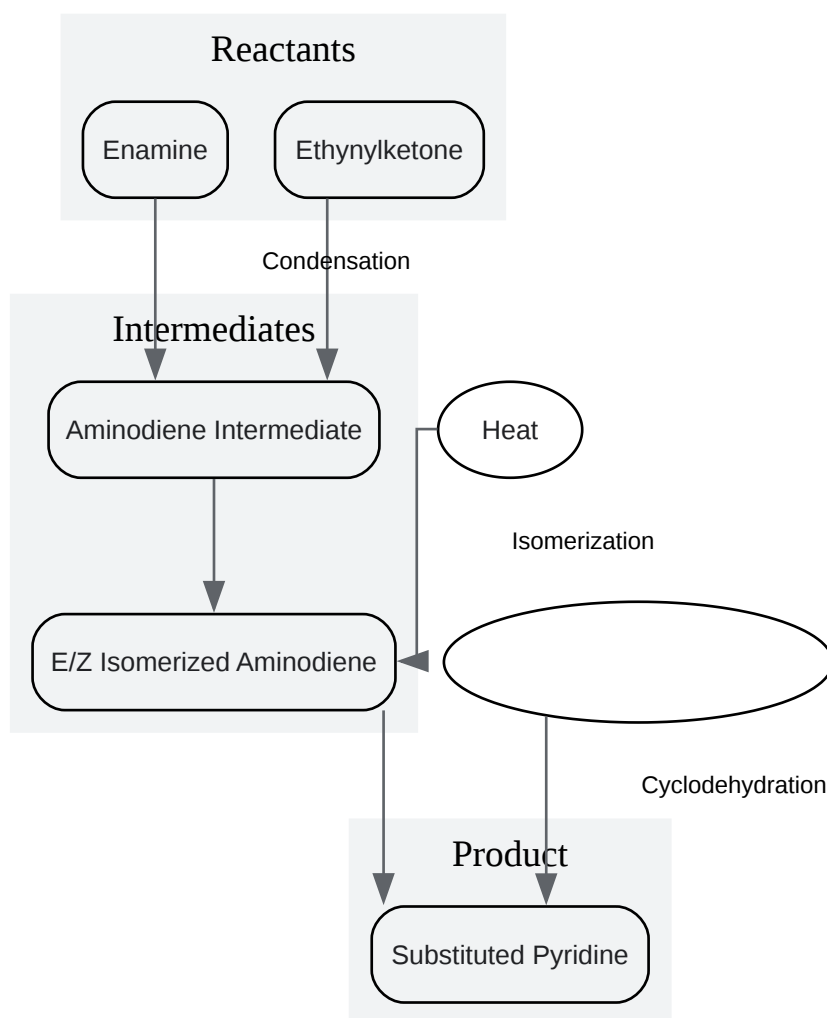 Reactants
Enamine
Ethynylketone
Condensation
Intermediates
Aminodiene Intermediate
Heat
Isomerization
E/Z Isomerized Aminodiene
Cyclodehydration
Product
Substituted Pyridine